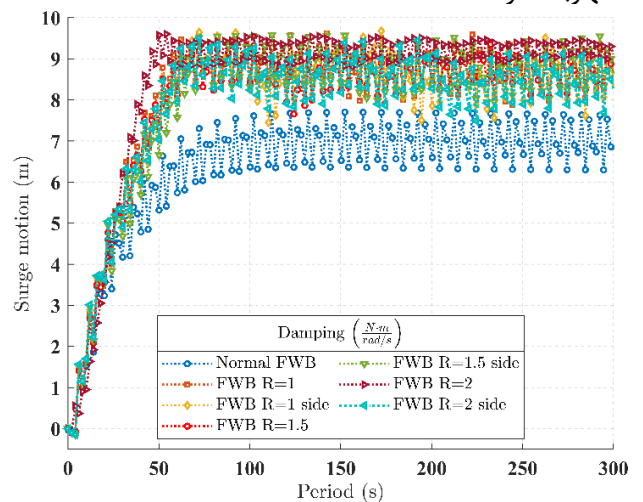 10
9
8
7
6
5
4
3
2
1
0
Surge motion (m)
Damping (N·m/rad/s)
Normal FWB
FWB R=1
FWB R=1 side
FWB R=1.5
FWB R=1.5 side
FWB R=2
FWB R=2 side
0 50 100 150 200 250 300
Period (s)